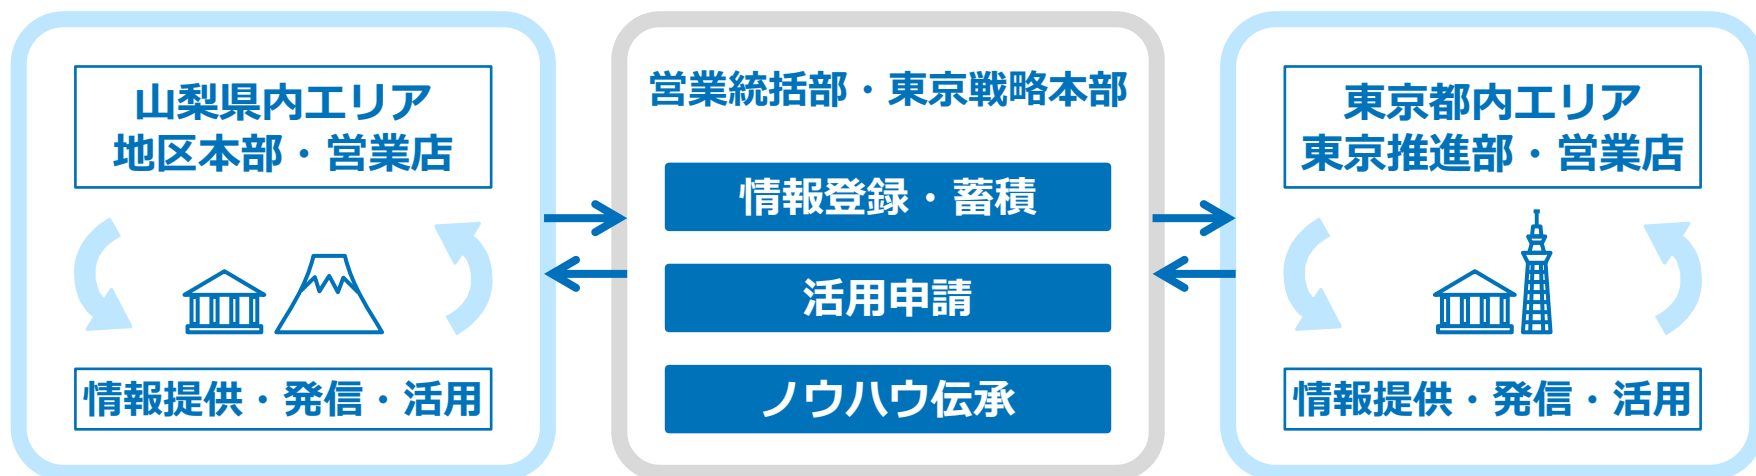 山梨県内エリア
地区本部・営業店
情報提供・発信・活用
営業統括部・東京戦略本部
情報登録・蓄積
活用申請
ノウハウ伝承
東京都内エリア
東京推進部・営業店
情報提供・発信・活用